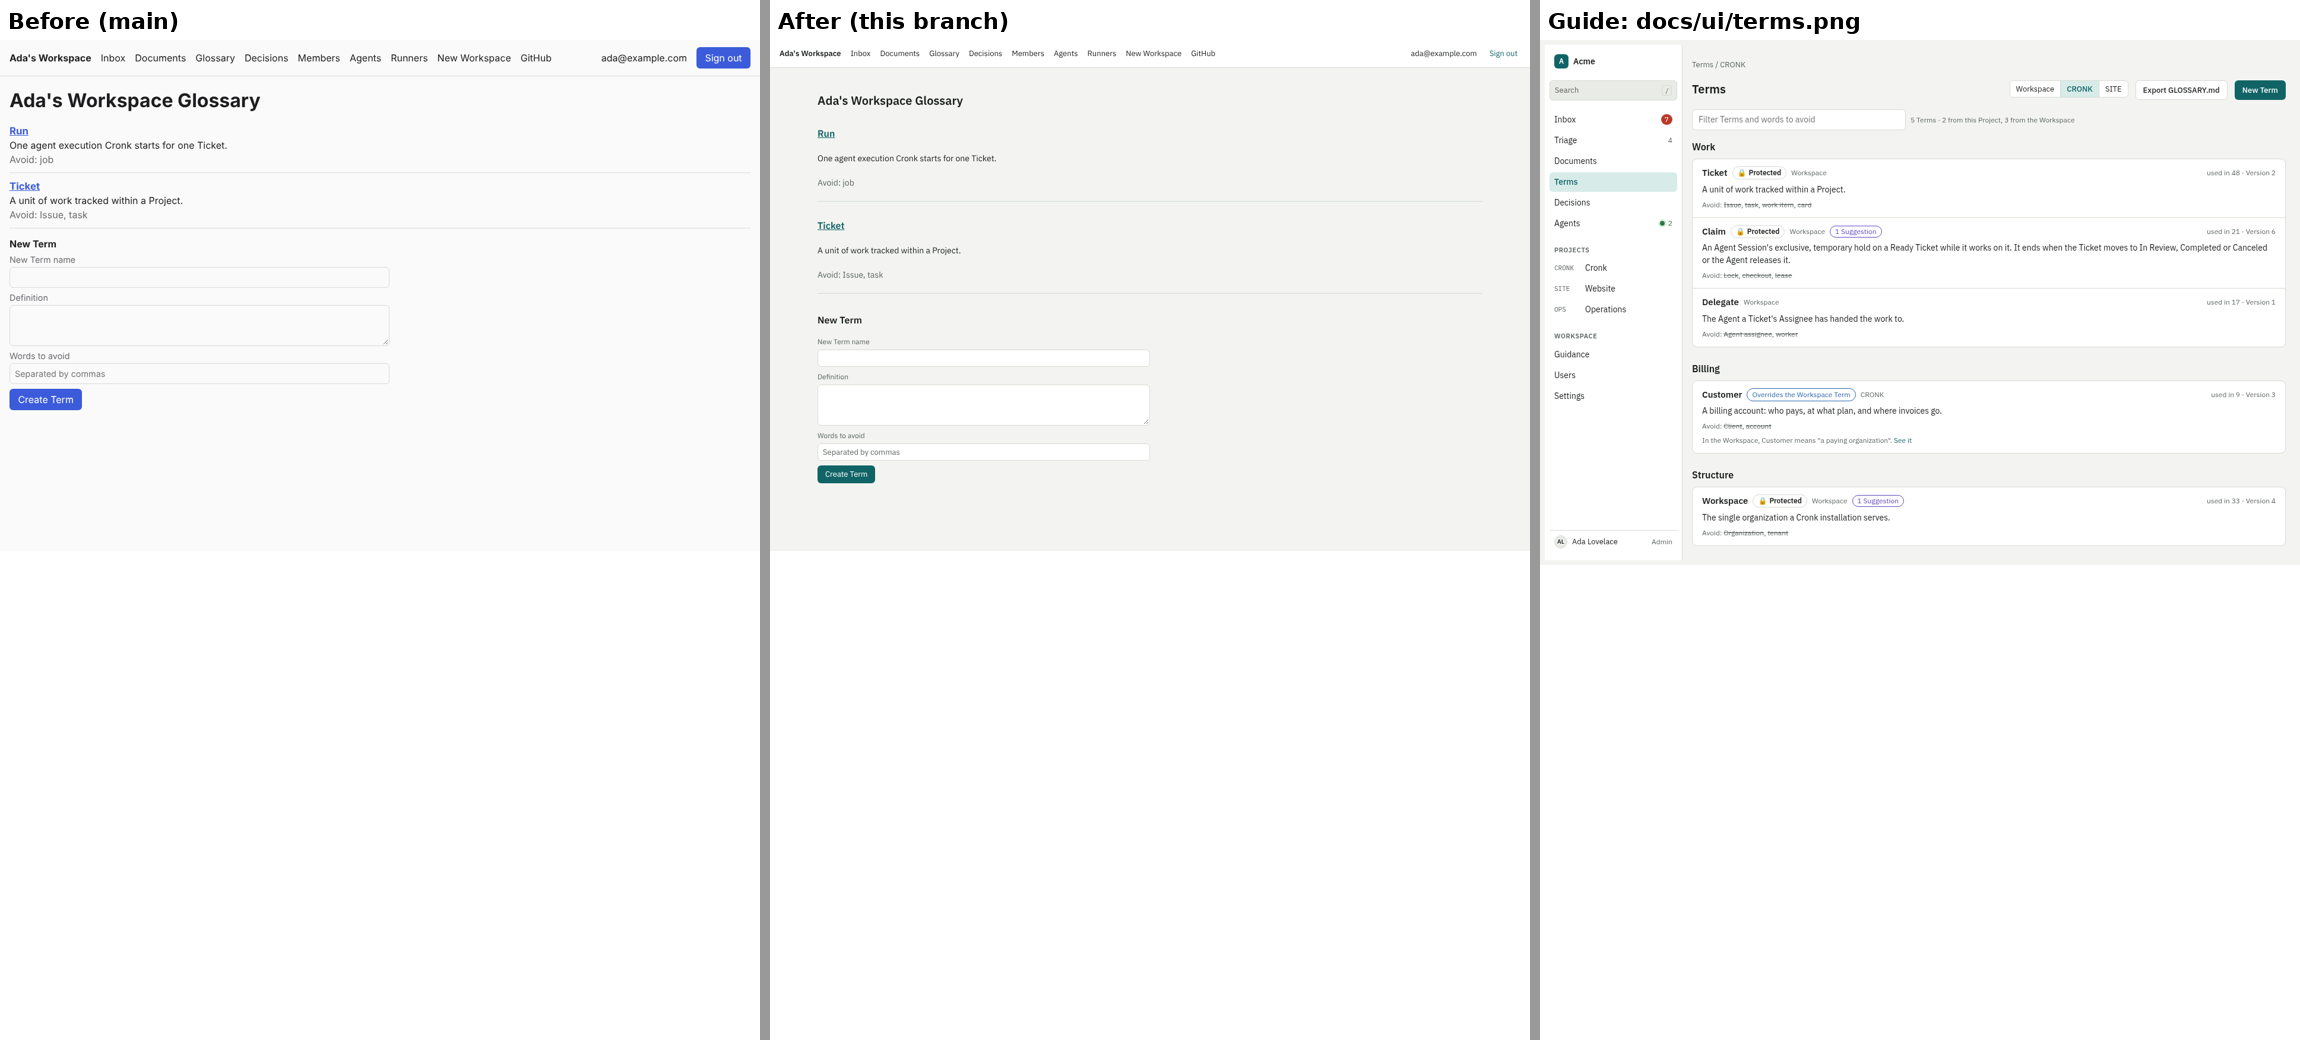 Before (main)
Ada's Workspace Inbox Documents Glossary Decisions Members Agents Runners New Workspace GitHub ada@example.com Sign out
Ada's Workspace Glossary
Run
One agent execution Cronk starts for one Ticket.
Avoid: job
Ticket
A unit of work tracked within a Project.
Avoid: Issue, task
New Term
New Term name
Definition
Words to avoid
Separated by commas
Create Term
After (this branch)
Ada's Workspace Inbox Documents Glossary Decisions Members Agents Runners New Workspace GitHub ada@example.com Sign out
Ada's Workspace Glossary
Run
One agent execution Cronk starts for one Ticket.
Avoid: job
Ticket
A unit of work tracked within a Project.
Avoid: Issue, task
New Term
New Term name
Definition
Words to avoid
Separated by commas
Create Term
Guide: docs/ui/terms.png
A Acme
Search /
Inbox 7
Triage 4
Documents
Terms
Decisions
Agents 2
PROJECTS
CRONK Cronk
SITE Website
OPS Operations
WORKSPACE
Guidance
Users
Settings
AL Ada Lovelace Admin
Terms / CRONK
Terms Workspace CRONK SITE Export GLOSSARY.md New Term
Filter Terms and words to avoid 5 Terms · 2 from this Project, 3 from the Workspace
Work
Ticket 🔒 Protected Workspace used in 48 · Version 2
A unit of work tracked within a Project.
Avoid: Issue, task, work item, card
Claim 🔒 Protected Workspace 1 Suggestion used in 21 · Version 6
An Agent Session's exclusive, temporary hold on a Ready Ticket while it works on it. It ends when the Ticket moves to In Review, Completed or Canceled
or the Agent releases it.
Avoid: Lock, checkout, lease
Delegate Workspace used in 17 · Version 1
The Agent a Ticket's Assignee has handed the work to.
Avoid: Agent assignee, worker
Billing
Customer Overrides the Workspace Term CRONK used in 9 · Version 3
A billing account: who pays, at what plan, and where invoices go.
Avoid: Client, account
In the Workspace, Customer means "a paying organization". See it
Structure
Workspace 🔒 Protected Workspace 1 Suggestion used in 33 · Version 4
The single organization a Cronk installation serves.
Avoid: Organization, tenant